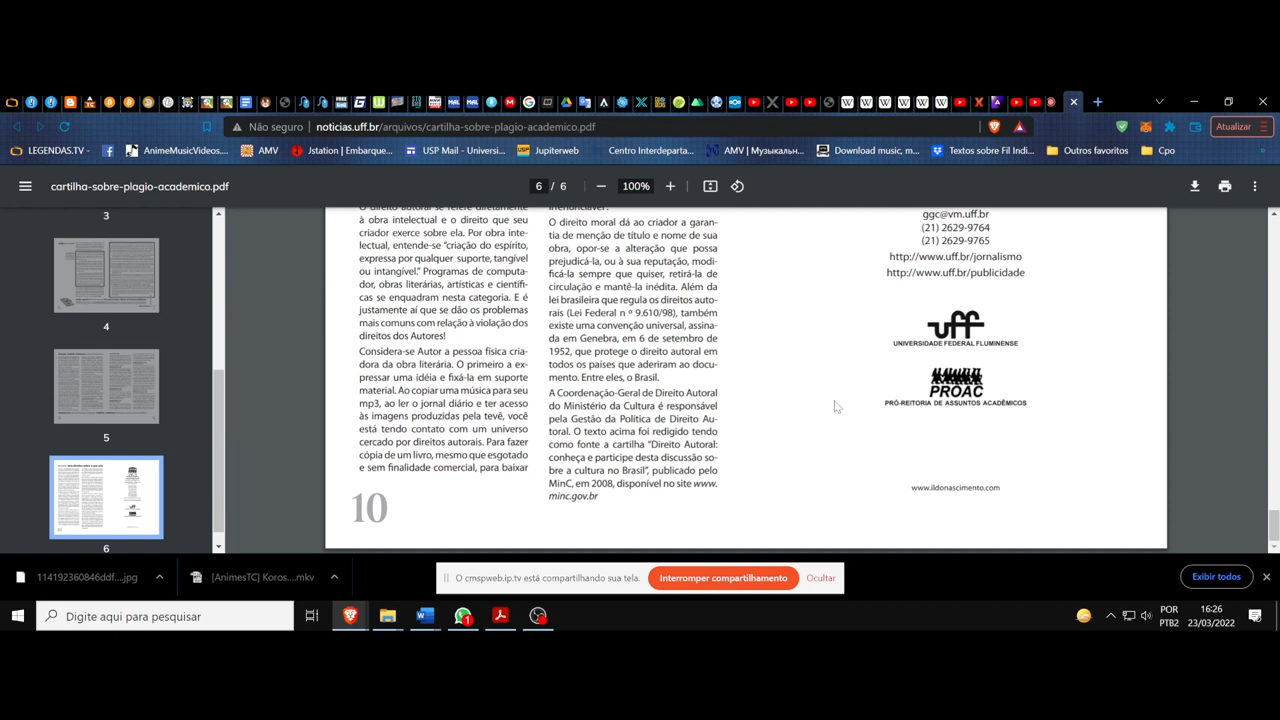 Não seguro
noticias.uff.br/arquivos/cartilha-sobre-plagio-academico.pdf
Atualizar
LEGENDAS.TV
AnimeMusicVideos...
AMV
Jstation | Embarque...
USP Mail - Universi...
Jupiterweb
Centro Interdeparta...
AMV | Музыкальн...
Download music, m...
Textos sobre Fil Indi...
Outros favoritos
Cpo
cartilha-sobre-plagio-academico.pdf
6 / 6
100%
3
4
5
6
à obra intelectual e o direito que seu
criador exerce sobre ela. Por obra inte-
lectual, entende-se “criação do espírito,
expressa por qualquer suporte, tangível
ou intangível.” Programas de computa-
dor, obras literárias, artísticas e científi-
cas se enquadram nesta categoria. E é
justamente aí que se dão os problemas
mais comuns com relação à violação dos
direitos dos Autores!
Considera-se Autor a pessoa física cria-
dora da obra literária. O primeiro a ex-
pressar uma idéia e fixá-la em suporte
material. Ao copiar uma música para seu
mp3, ao ler o jornal diário e ter acesso
às imagens produzidas pela tevê, você
está tendo contato com um universo
cercado por direitos autorais. Para fazer
cópia de um livro, mesmo que esgotado
e sem finalidade comercial, para baixar
10
O direito moral dá ao criador a garan-
tia de menção de título e nome de sua
obra, opor-se a alteração que possa
prejudicá-la, ou à sua reputação, modi-
ficá-la sempre que quiser, retirá-la de
circulação e mantê-la inédita. Além da
lei brasileira que regula os direitos auto-
rais (Lei Federal n º 9.610/98), também
existe uma convenção universal, assina-
da em Genebra, em 6 de setembro de
1952, que protege o direito autoral em
todos os países que aderiram ao docu-
mento. Entre eles, o Brasil.
A Coordenação-Geral de Direito Autoral
do Ministério da Cultura é responsável
pela Gestão da Política de Direito Au-
toral. O texto acima foi redigido tendo
como fonte a cartilha “Direito Autoral:
conheça e participe desta discussão so-
bre a cultura no Brasil”, publicado pelo
MinC, em 2008, disponível no site www.
minc.gov.br
ggc@vm.uff.br
(21) 2629-9764
(21) 2629-9765
http://www.uff.br/jornalismo
http://www.uff.br/publicidade
uff
UNIVERSIDADE FEDERAL FLUMINENSE
PROAC
PRÓ-REITORIA DE ASSUNTOS ACADÊMICOS
www.ildonascimento.com
114192360846ddf....jpg
[AnimesTC] Koros....mkv
O cmspweb.ip.tv está compartilhando sua tela.
Interromper compartilhamento
Ocultar
Exibir todos
Digite aqui para pesquisar
POR
PTB2
16:26
23/03/2022